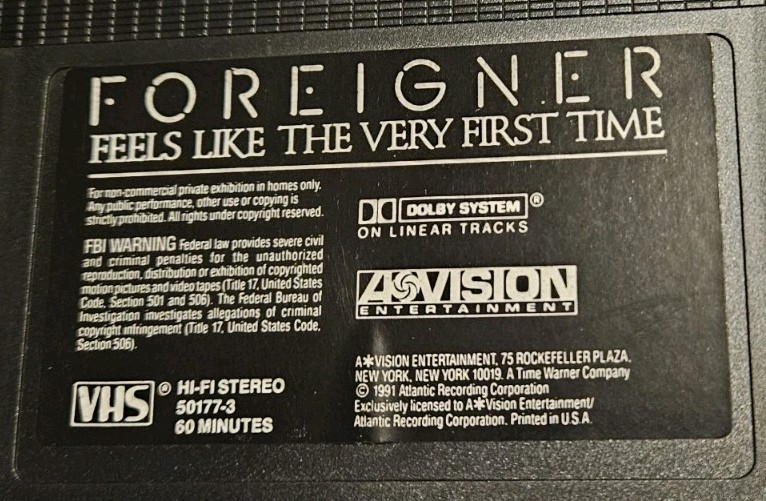 FOREIGNER
FEELS LIKE THE VERY FIRST TIME
For non-commercial private exhibition in homes only.
Any public performance, other use or copying is
strictly prohibited. All rights under copyright reserved.
FBI WARNING Federal law provides severe civil
and criminal penalties for the unauthorized
reproduction, distribution or exhibition of copyrighted
motion pictures and video tapes (Title 17, United States
Code, Section 501 and 506). The Federal Bureau of
Investigation investigates allegations of criminal
copyright infringement (Title 17, United States Code,
Section 506).
VHS ® HI-FI STEREO
50177-3
60 MINUTES
DOLBY SYSTEM ®
ON LINEAR TRACKS
A*VISION
ENTERTAINMENT
A*VISION ENTERTAINMENT, 75 ROCKEFELLER PLAZA,
NEW YORK, NEW YORK 10019. A Time Warner Company
© 1991 Atlantic Recording Corporation
Exclusively licensed to A*Vision Entertainment/
Atlantic Recording Corporation. Printed in U.S.A.